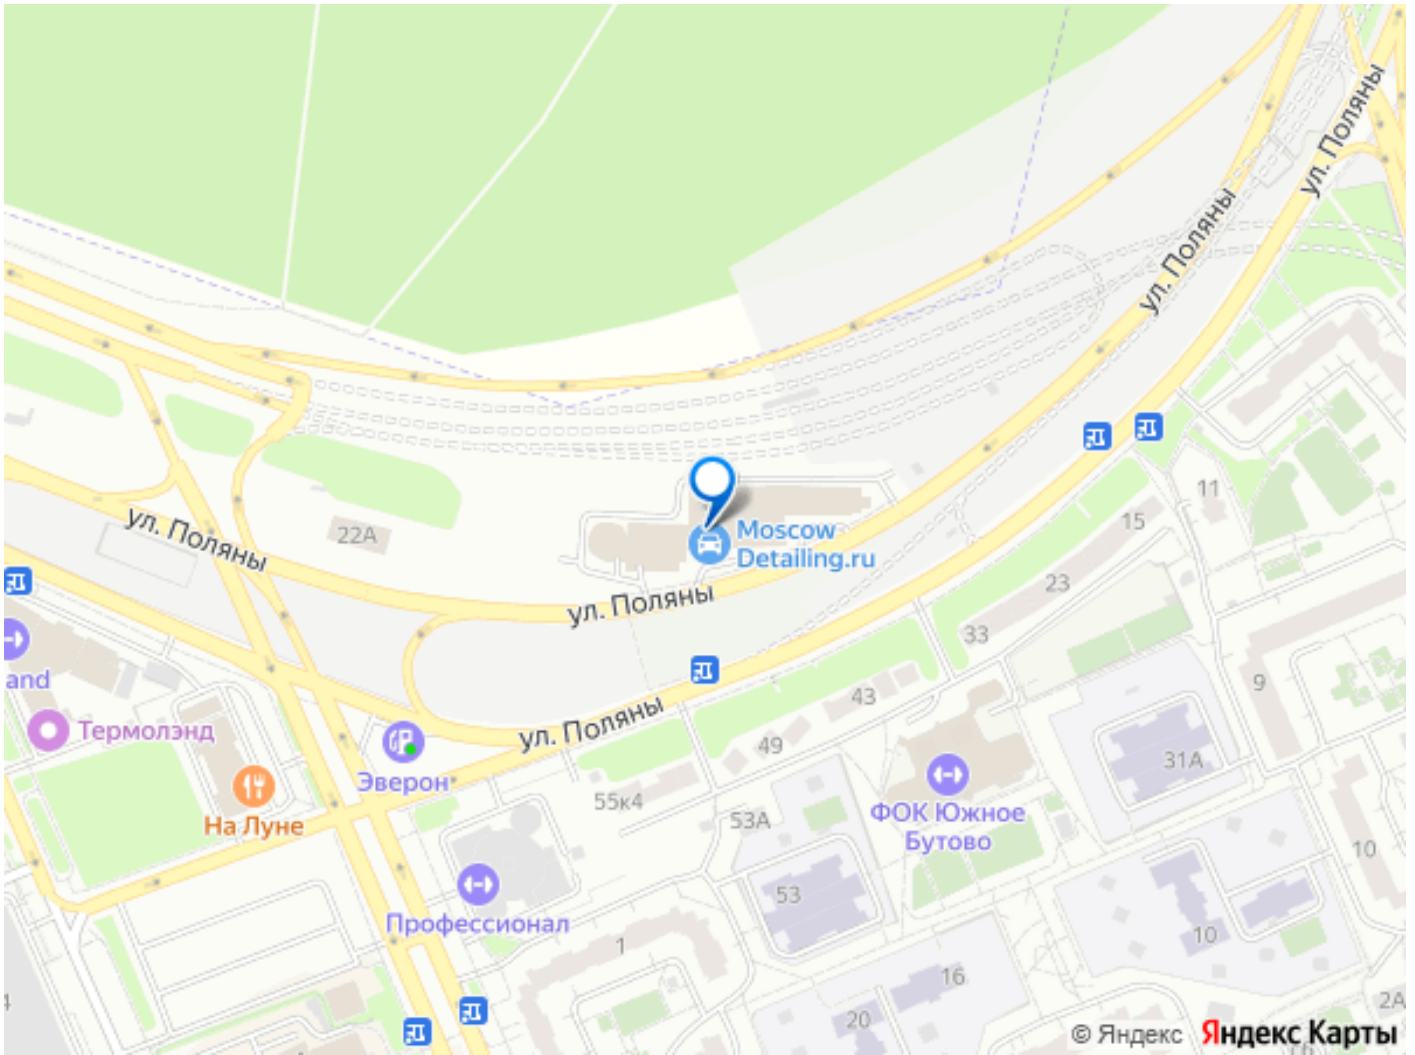 ул. Поляны
ул. Поляны
11
15
ул. Поляны
22А
Moscow
Detailing.ru
23
ул. Поляны
33
and
9
43
Термолэнд
ул. Поляны
49
31А
Эверон
55к4
ФОК Южное
Бутово
На Луне
53А
10
53
Профессионал
1
10
16
4
2А
20
© Яндекс
Яндекс Карты